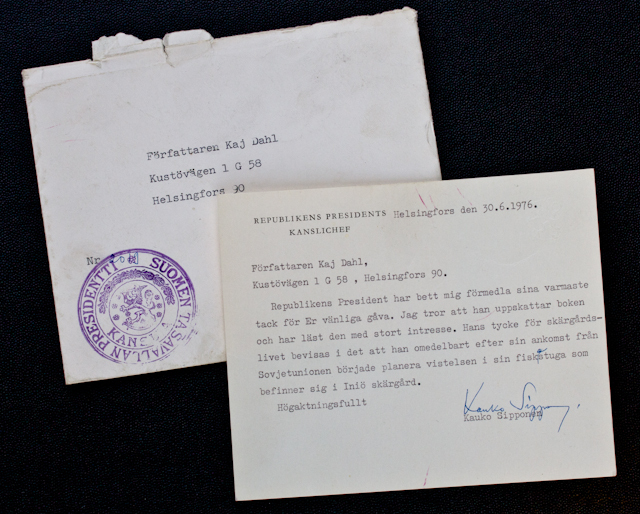 Författaren Kaj Dahl
Kustövägen 1 G 58
Helsingfors 90
Nr
SUOMEN TASAVALLAN PRESIDENTTI
KANSLIA
REPUBLIKENS PRESIDENTS
KANSLICHEF
Helsingfors den 30.6.1976.
Författaren Kaj Dahl,
Kustövägen 1 G 58 , Helsingfors 90.
Republikens President har bett mig förmedla sina varmaste
tack för Er vänliga gåva. Jag tror att han uppskattar boken
och har läst den med stort intresse. Hans tycke för skärgårds-
livet bevisas i det att han omedelbart efter sin ankomst från
Sovjetunionen började planera vistelsen i sin fiskstuga som
befinner sig i Iniö skärgård.
Högaktningsfullt
Kauko Sipponen
Kauko Sipponen